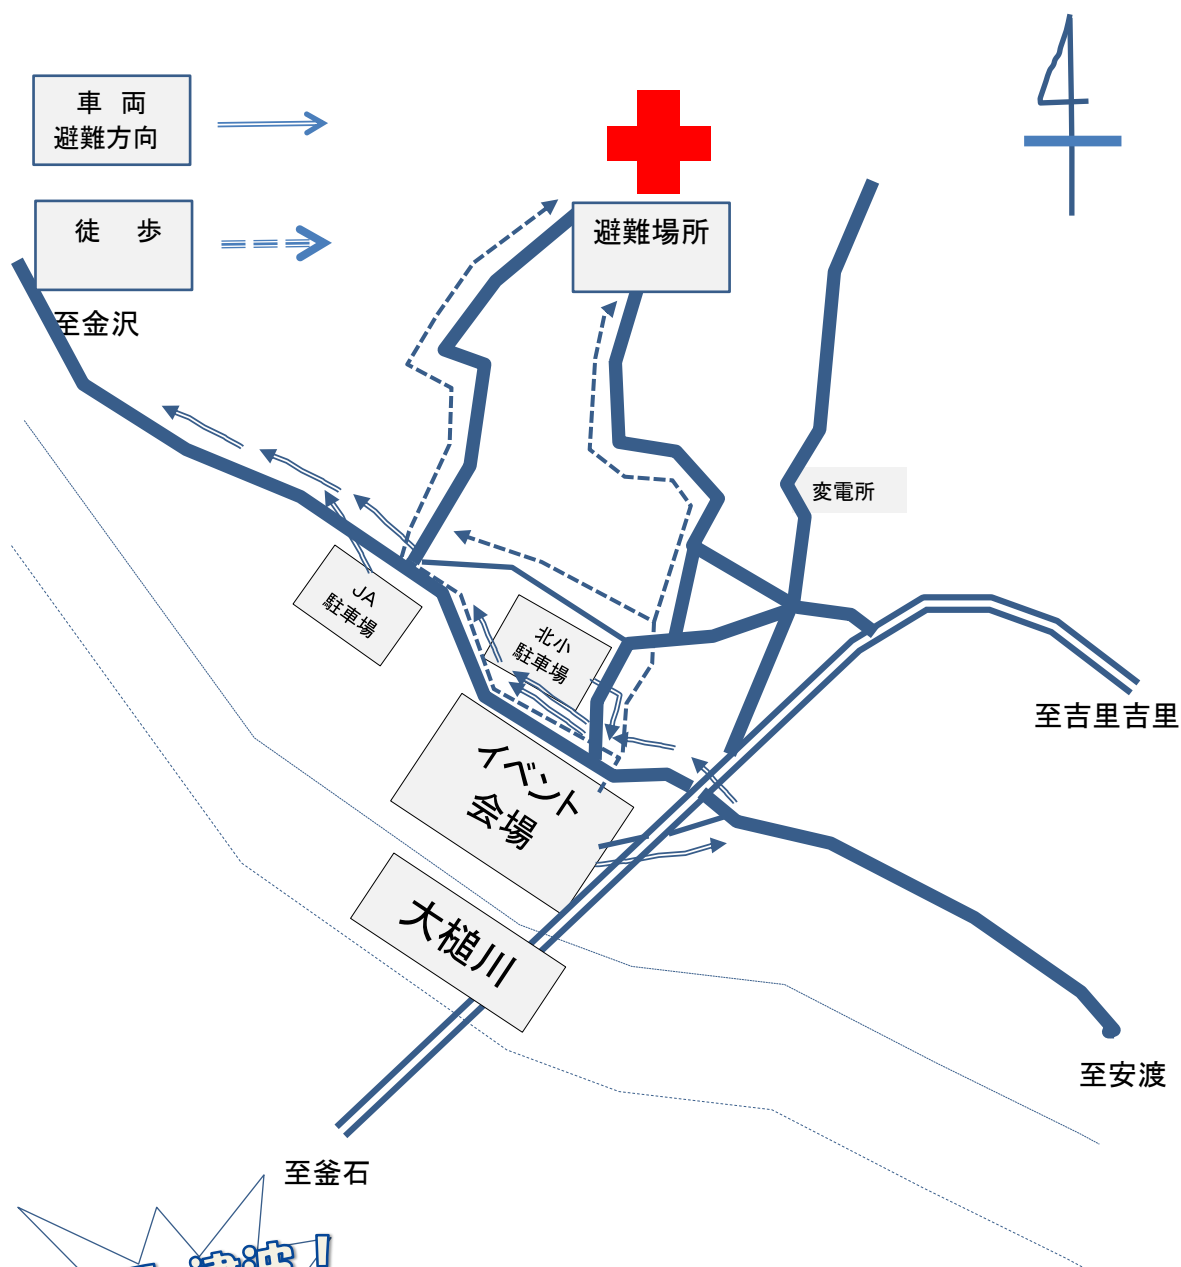 車 両
避難方向
徒 歩
避難場所
至金沢
変電所
JA
駐車場
北小
駐車場
至吉里吉里
イベント
会場
大槌川
至安渡
至釜石
津波！